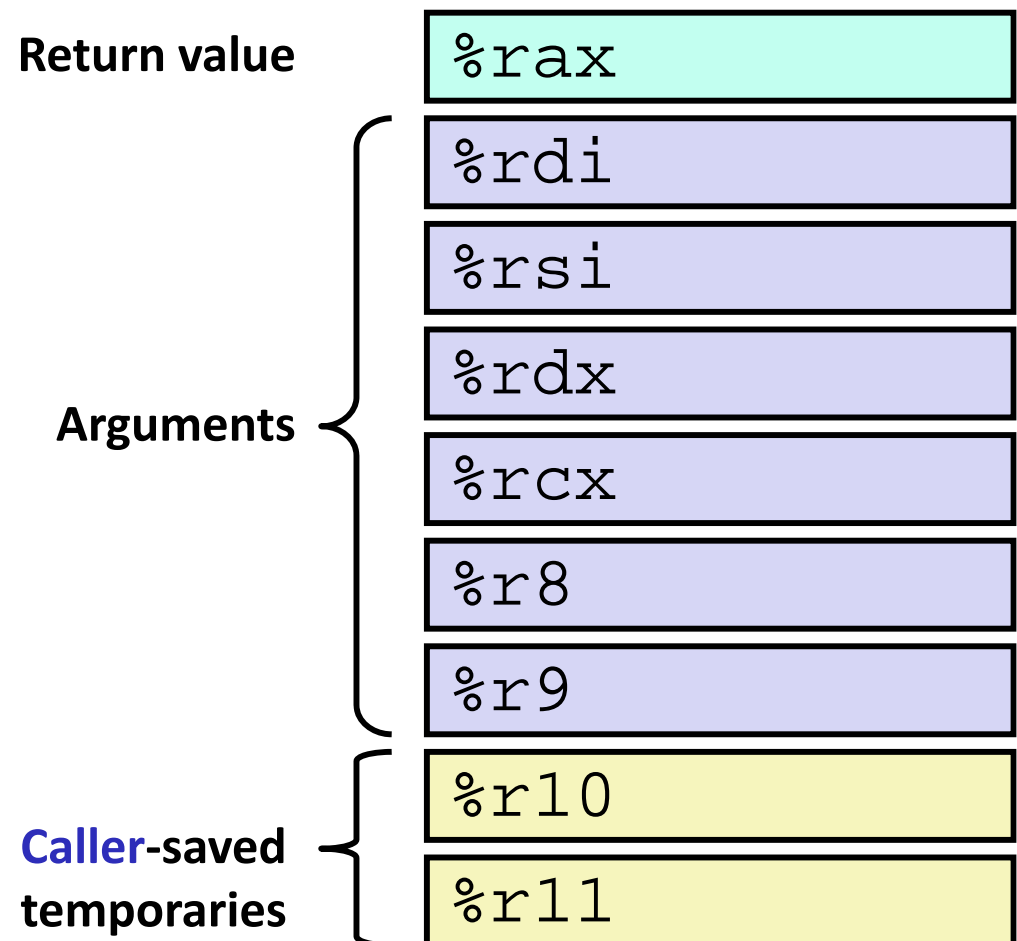 Return value
%rax
%rdi
%rsi
%rdx
Arguments
%rcx
%r8
%r9
%r10
Caller-saved
temporaries
%r11